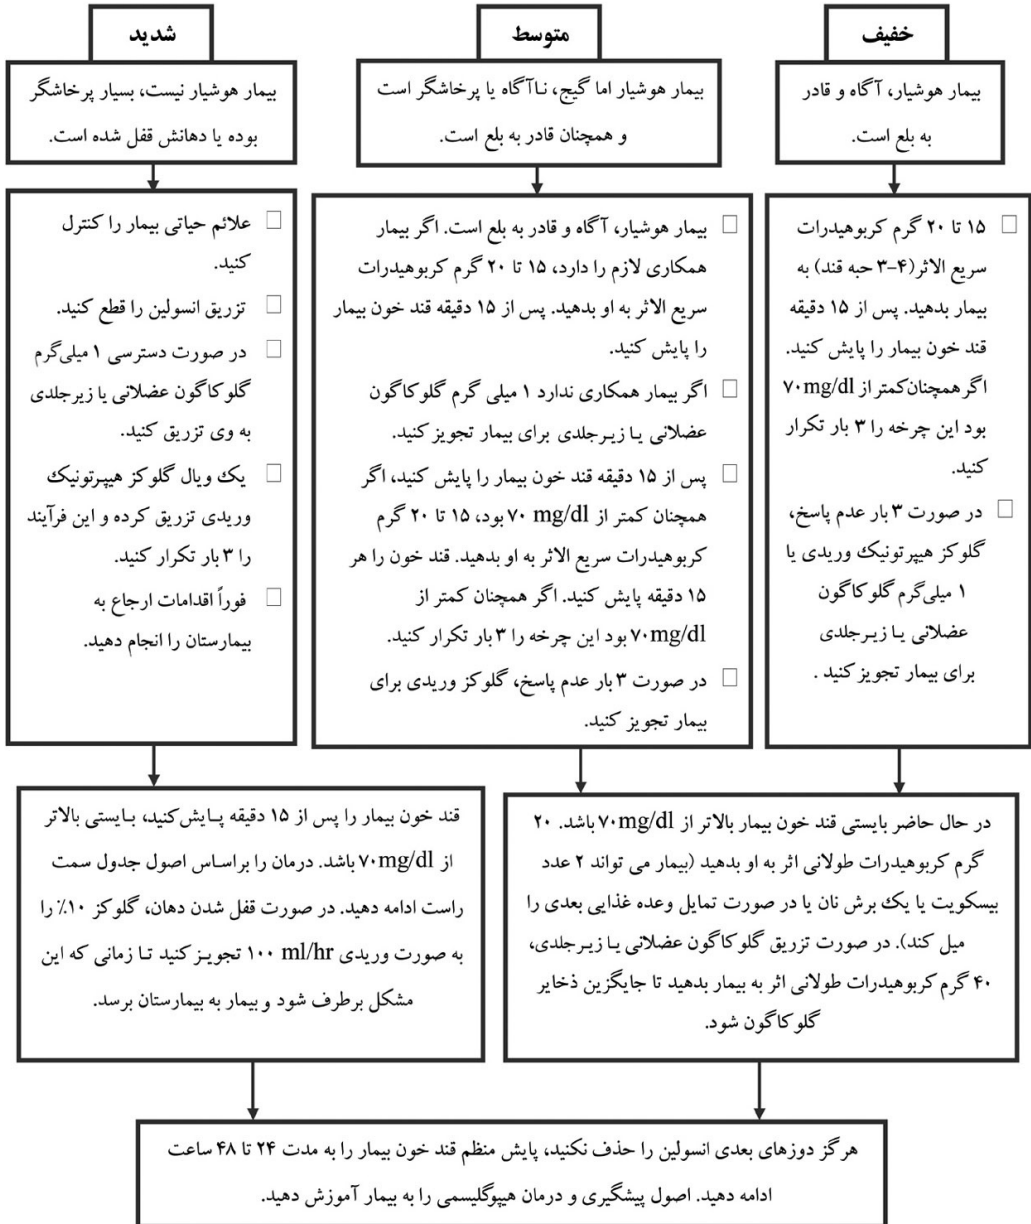 خفیف
بیمار هوشیار، آگاه و قادر
به بلع است.
□ ۱۵ تا ۲۰ گرم کربوهیدرات
سریع الاثر(۴-۳ حبه قند) به
بیمار بدهید. پس از ۱۵ دقیقه
قند خون بیمار را پایش کنید.
اگر همچنان کمتر از ۷۰mg/dl
بود این چرخه را ۳ بار تکرار
کنید.
□ در صورت ۳ بار عدم پاسخ،
گلوکز هیپرتونیک وریدی یا
۱ میلی‌گرم گلوکاگون
عضلانی یا زیرجلدی
برای بیمار تجویز کنید .
متوسط
بیمار هوشیار اما گیج، ناآگاه یا پرخاشگر است
و همچنان قادر به بلع است.
□ بیمار هوشیار، آگاه و قادر به بلع است. اگر بیمار
همکاری لازم را دارد، ۱۵ تا ۲۰ گرم کربوهیدرات
سریع الاثر به او بدهید. پس از ۱۵ دقیقه قند خون بیمار
را پایش کنید.
□ اگر بیمار همکاری ندارد ۱ میلی گرم گلوکاگون
عضلانی یا زیرجلدی برای بیمار تجویز کنید.
□ پس از ۱۵ دقیقه قند خون بیمار را پایش کنید، اگر
همچنان کمتر از ۷۰ mg/dl بود، ۱۵ تا ۲۰ گرم
کربوهیدرات سریع الاثر به او بدهید. قند خون را هر
۱۵ دقیقه پایش کنید. اگر همچنان کمتر از
۷۰mg/dl بود این چرخه را ۳ بار تکرار کنید.
□ در صورت ۳ بار عدم پاسخ، گلوکز وریدی برای
بیمار تجویز کنید.
شدید
بیمار هوشیار نیست، بسیار پرخاشگر
بوده یا دهانش قفل شده است.
□ علائم حیاتی بیمار را کنترل
کنید.
□ تزریق انسولین را قطع کنید.
□ در صورت دسترسی ۱ میلی‌گرم
گلوکاگون عضلانی یا زیرجلدی
به وی تزریق کنید.
□ یک ویال گلوکز هیپرتونیک
وریدی تزریق کرده و این فرآیند
را ۳ بار تکرار کنید.
□ فوراً اقدامات ارجاع به
بیمارستان را انجام دهید.
در حال حاضر بایستی قند خون بیمار بالاتر از ۷۰mg/dl باشد. ۲۰
گرم کربوهیدرات طولانی اثر به او بدهید (بیمار می تواند ۲ عدد
بیسکویت یا یک برش نان یا در صورت تمایل وعده غذایی بعدی را
میل کند). در صورت تزریق گلوکاگون عضلانی یا زیرجلدی،
۴۰ گرم کربوهیدرات طولانی اثر به بیمار بدهید تا جایگزین ذخایر
گلوکاگون شود.
قند خون بیمار را پس از ۱۵ دقیقه پایش کنید، بایستی بالاتر
از ۷۰mg/dl باشد. درمان را براساس اصول جدول سمت
راست ادامه دهید. در صورت قفل شدن دهان، گلوکز ۱۰٪ را
به صورت وریدی ۱۰۰ ml/hr تجویز کنید تا زمانی که این
مشکل برطرف شود و بیمار به بیمارستان برسد.
هرگز دوزهای بعدی انسولین را حذف نکنید، پایش منظم قند خون بیمار را به مدت ۲۴ تا ۴۸ ساعت
ادامه دهید. اصول پیشگیری و درمان هیپوگلیسمی را به بیمار آموزش دهید.